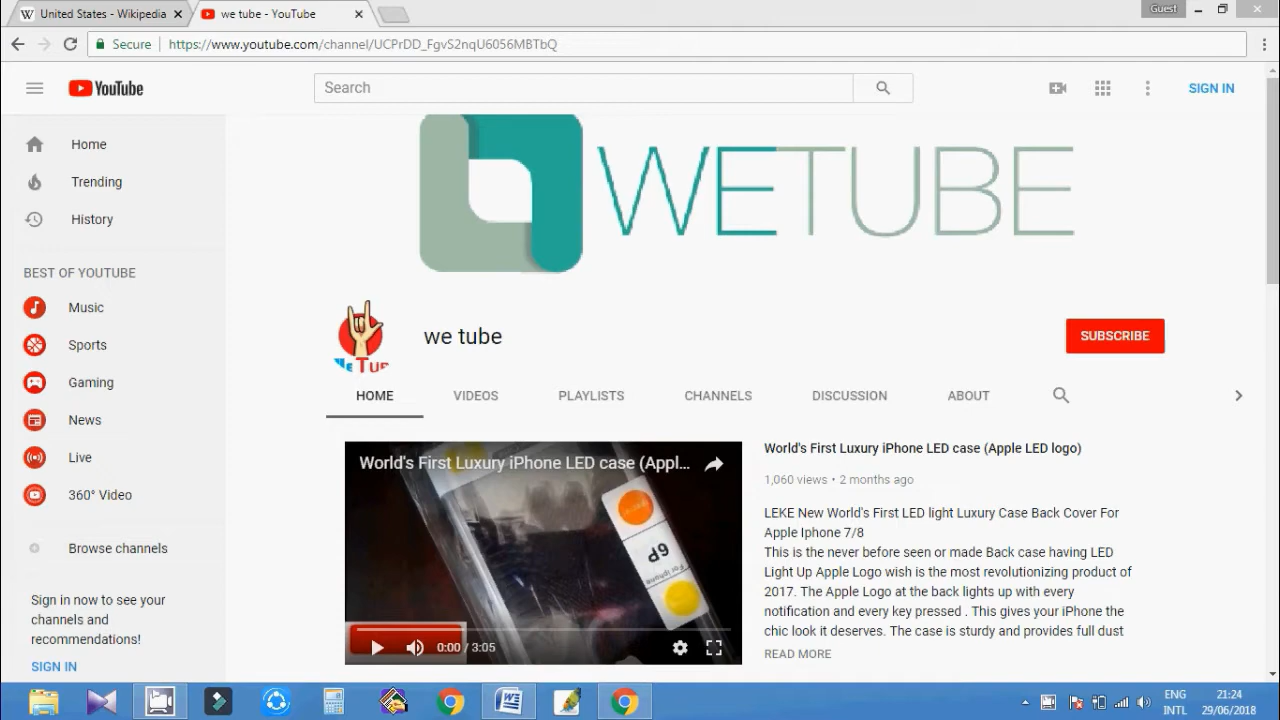 United States - Wikipedia
we tube - YouTube
Guest
Secure
https://www.youtube.com/channel/UCPrDD_FgvS2nqU6056MBTbQ
YouTube
Search
SIGN IN
Home
Trending
History
BEST OF YOUTUBE
Music
Sports
Gaming
News
Live
360° Video
Browse channels
Sign in now to see your
channels and
recommendations!
SIGN IN
WETUBE
we tube
SUBSCRIBE
HOME
VIDEOS
PLAYLISTS
CHANNELS
DISCUSSION
ABOUT
World's First Luxury iPhone LED case (Appl...
6P
For iphone
0:00 / 3:05
World's First Luxury iPhone LED case (Apple LED logo)
1,060 views • 2 months ago
LEKE New World's First LED light Luxury Case Back Cover For
Apple Iphone 7/8
This is the never before seen or made Back case having LED
Light Up Apple Logo wish is the most revolutionizing product of
2017. The Apple Logo at the back lights up with every
notification and every key pressed . This gives your iPhone the
chic look it deserves. The case is sturdy and provides full dust
READ MORE
ENG
INTL
21:24
29/06/2018